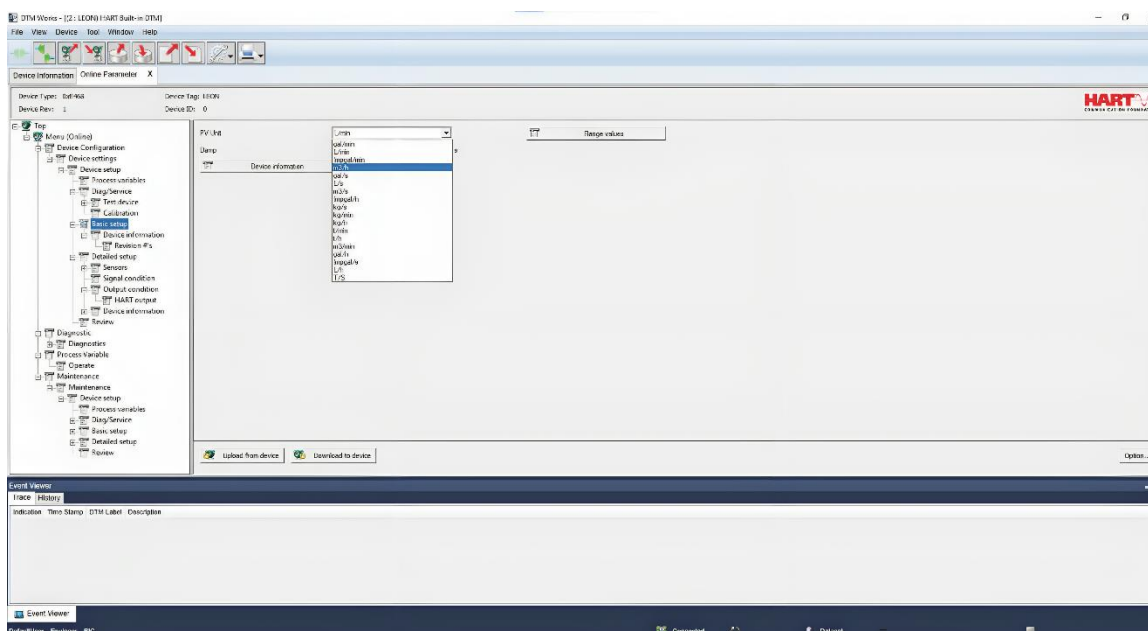 DTM Works - [(2 : LEON) HART Built-in DTM]
File View Device Tool Window Help
Device Information Online Parameter X
Device Type: 0xE468 Device Tag: LEON
Device Rev: 1 Device ID: 0
HART
COMMUNICATION FOUNDATION
Top
Menu (Online)
Device Configuration
Device settings
Device setup
Process variables
Diag/Service
Test device
Calibration
Basic setup
Device information
Revision #'s
Detailed setup
Sensors
Signal condition
Output condition
HART output
Device information
Review
Diagnostic
Diagnostics
Process Variable
Operate
Maintenance
Maintenance
Device setup
Process variables
Diag/Service
Basic setup
Detailed setup
Review
PV Unit L/min Range values
Damp s
Device information
gal/min
L/min
Impgal/min
m3/h
gal/s
L/s
m3/s
Impgal/h
kg/s
kg/min
kg/h
t/min
t/h
m3/min
gal/h
Impgal/s
L/h
T/S
Upload from device Download to device Option...
Event Viewer
Trace History
Indication Time Stamp DTM Label Description
Event Viewer